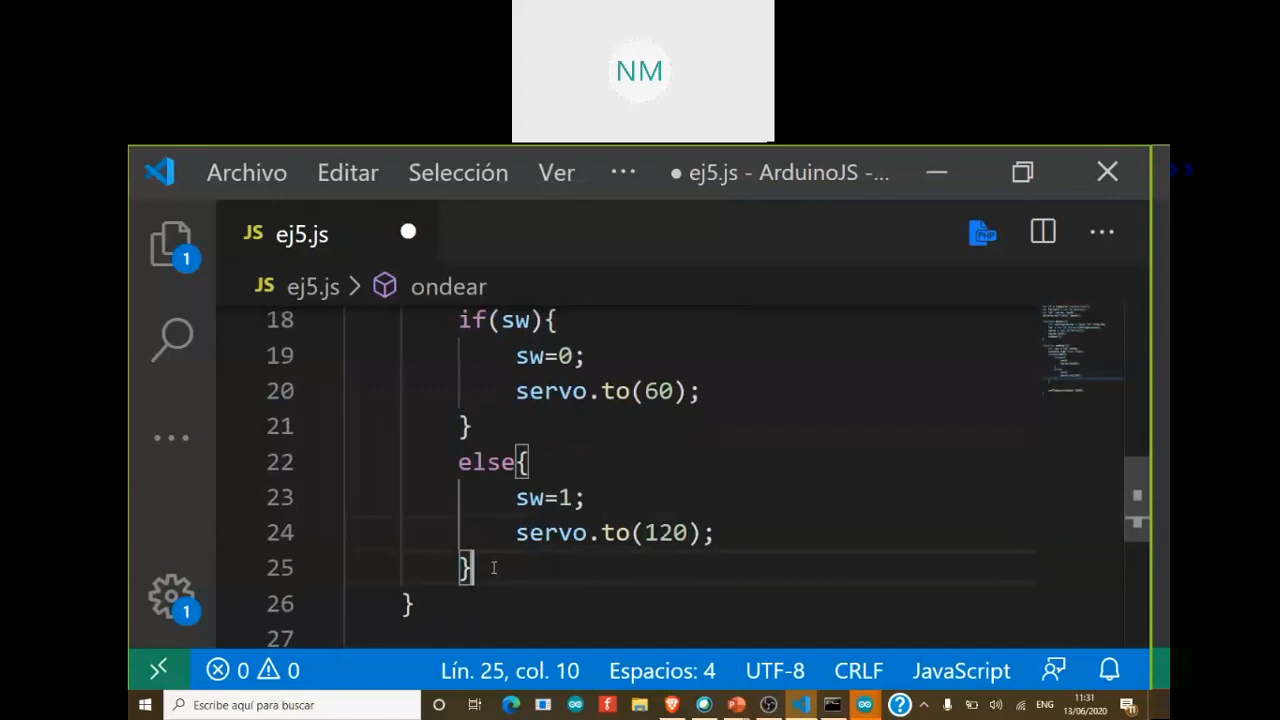 NM
Archivo Editar Selección Ver ··· ● ej5.js - ArduinoJS -...
JS ej5.js
PHP
JS ej5.js > ondear
1
18 if(sw){
19 sw=0;
20 servo.to(60);
21 }
22 else{
23 sw=1;
24 servo.to(120);
25 }
26 }
27
1
0 0 Lín. 25, col. 10 Espacios: 4 UTF-8 CRLF JavaScript
Escribe aquí para buscar
ENG
11:31
13/06/2020